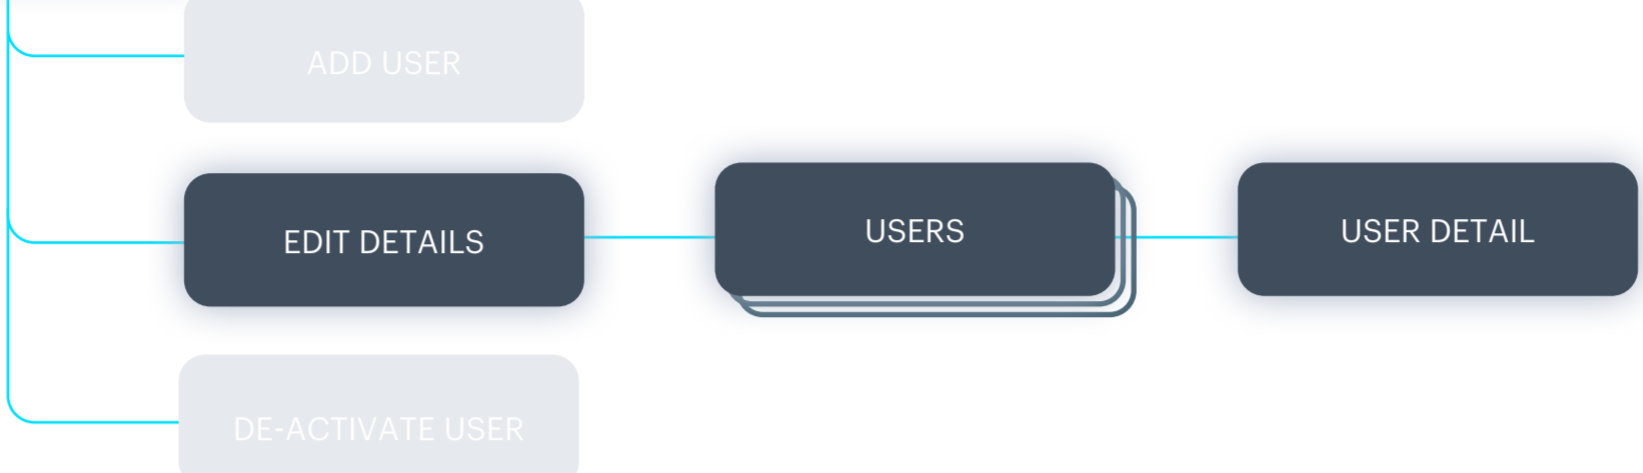 ADD USER
EDIT DETAILS
USERS
USER DETAIL
DE-ACTIVATE USER